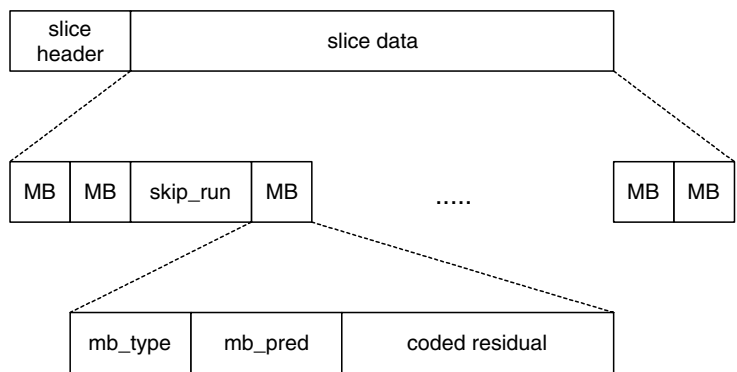 slice
header
slice data
MB MB skip_run MB ..... MB MB
mb_type mb_pred coded residual